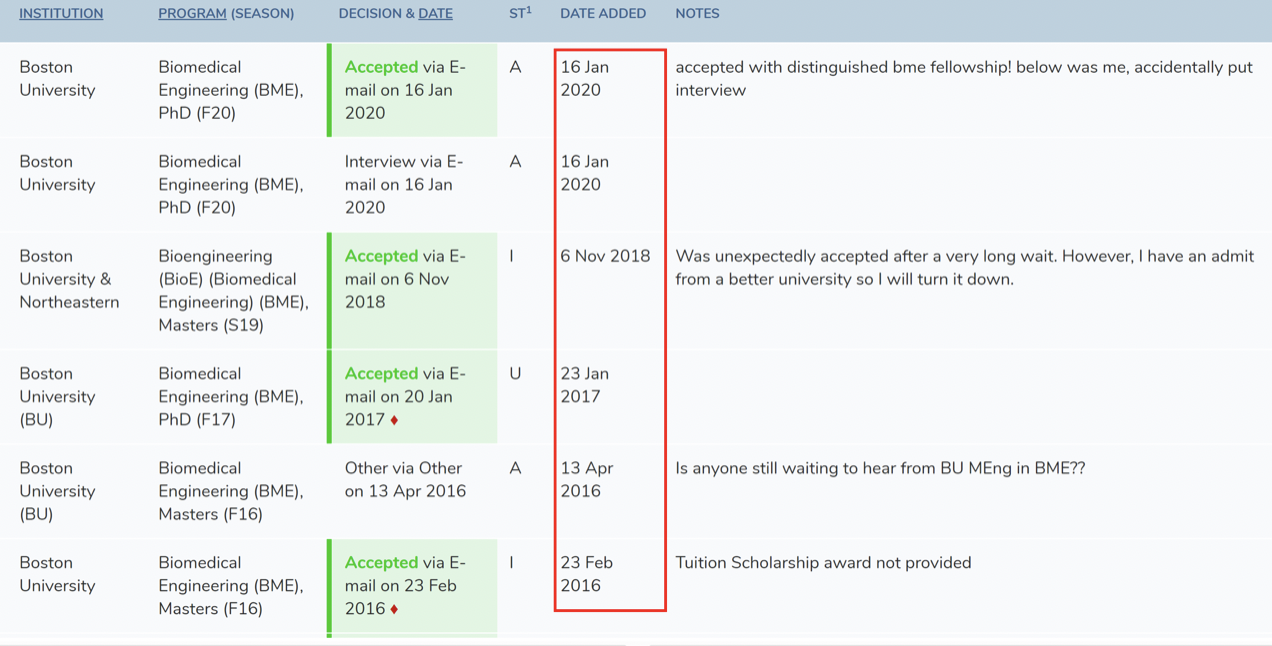 INSTITUTION PROGRAM (SEASON) DECISION & DATE ST1 DATE ADDED NOTES
Boston
University
Biomedical
Engineering (BME),
PhD (F20)
Accepted via E-
mail on 16 Jan
2020
A
16 Jan
2020
accepted with distinguished bme fellowship! below was me, accidentally put
interview
Boston
University
Biomedical
Engineering (BME),
PhD (F20)
Interview via E-
mail on 16 Jan
2020
A
16 Jan
2020
Boston
University &
Northeastern
Bioengineering
(BioE) (Biomedical
Engineering) (BME),
Masters (S19)
Accepted via E-
mail on 6 Nov
2018
I
6 Nov 2018
Was unexpectedly accepted after a very long wait. However, I have an admit
from a better university so I will turn it down.
Boston
University
(BU)
Biomedical
Engineering (BME),
PhD (F17)
Accepted via E-
mail on 20 Jan
2017 ♦
U
23 Jan
2017
Boston
University
(BU)
Biomedical
Engineering (BME),
Masters (F16)
Other via Other
on 13 Apr 2016
A
13 Apr
2016
Is anyone still waiting to hear from BU MEng in BME??
Boston
University
Biomedical
Engineering (BME),
Masters (F16)
Accepted via E-
mail on 23 Feb
2016 ♦
I
23 Feb
2016
Tuition Scholarship award not provided